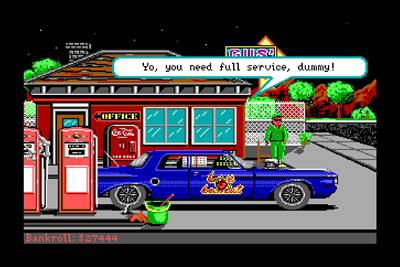 GUS'
Yo, you need full service, dummy!
OFFICE
Coca-Cola
Love
Bandit
Bankroll: $27444